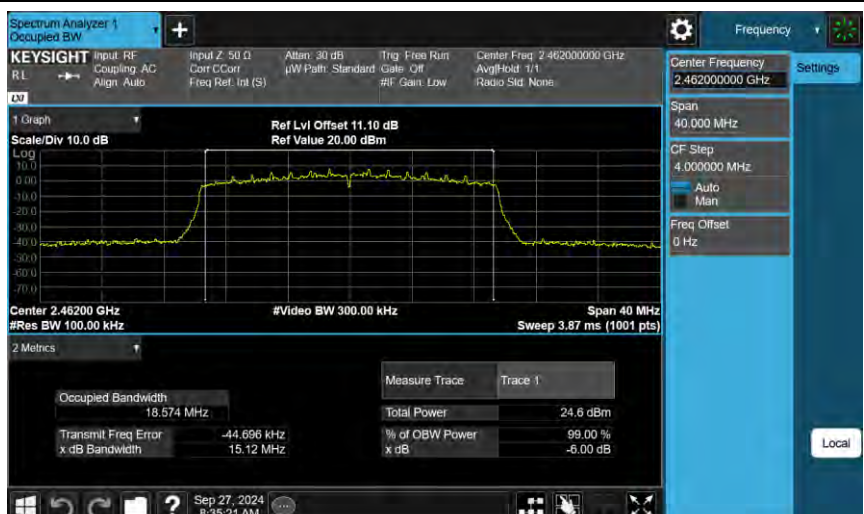 Spectrum Analyzer 1
Occupied BW
+
Frequency
KEYSIGHT
R L
LXI
Input: RF
Coupling: AC
Align: Auto
Input Z: 50 Ω
Corr CCorr
Freq Ref: Int (S)
Atten: 30 dB
µW Path: Standard
Trig: Free Run
Gate: Off
#IF Gain: Low
Center Freq: 2.462000000 GHz
Avg|Hold: 1/1
Radio Std: None
Center Frequency
2.462000000 GHz
Settings
Span
40.000 MHz
CF Step
4.000000 MHz
Auto
Man
Freq Offset
0 Hz
1 Graph
Scale/Div 10.0 dB
Ref Lvl Offset 11.10 dB
Ref Value 20.00 dBm
Log
10.0
0.00
-10.0
-20.0
-30.0
-40.0
-50.0
-60.0
-70.0
Center 2.46200 GHz
#Video BW 300.00 kHz
Span 40 MHz
#Res BW 100.00 kHz
Sweep 3.87 ms (1001 pts)
2 Metrics
Measure Trace
Trace 1
Occupied Bandwidth
18.574 MHz
Total Power
24.6 dBm
Transmit Freq Error
-44.696 kHz
% of OBW Power
99.00 %
x dB Bandwidth
15.12 MHz
x dB
-6.00 dB
Local
?
Sep 27, 2024
8:35:21 AM